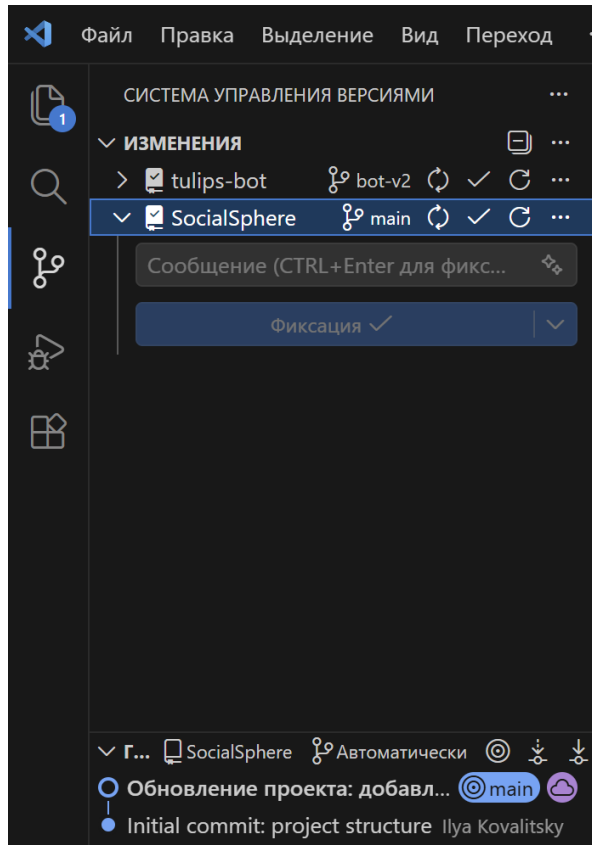 Файл Правка Выделение Вид Переход
СИСТЕМА УПРАВЛЕНИЯ ВЕРСИЯМИ
1
ИЗМЕНЕНИЯ
tulips-bot bot-v2
SocialSphere main
Сообщение (CTRL+Enter для фикс...
Фиксация
Г... SocialSphere Автоматически
Обновление проекта: добавл... main
Initial commit: project structure Ilya Kovalitsky